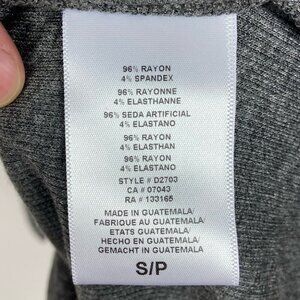 96% RAYON
4% SPANDEX
96% RAYONNE
4% ELASTHANNE
96% SEDA ARTIFICIAL
4% ELASTANO
96% RAYON
4% ELASTHAN
96% RAYON
4% ELASTANO
STYLE # D2703
CA # 07043
RA # 133165
MADE IN GUATEMALA/
FABRIQUE AU GUATEMALA/
ETATS GUATEMALA/
HECHO EN GUATEMALA/
GEMACHT IN GUATEMALA/
S/P